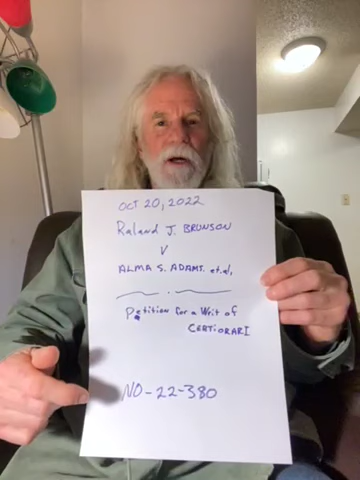 OCT 20, 2022
Raland J. BRUNSON
V
ALMA S. ADAMS. et.al,
Petition for a Writ of
CERTIORARI
NO-22-380